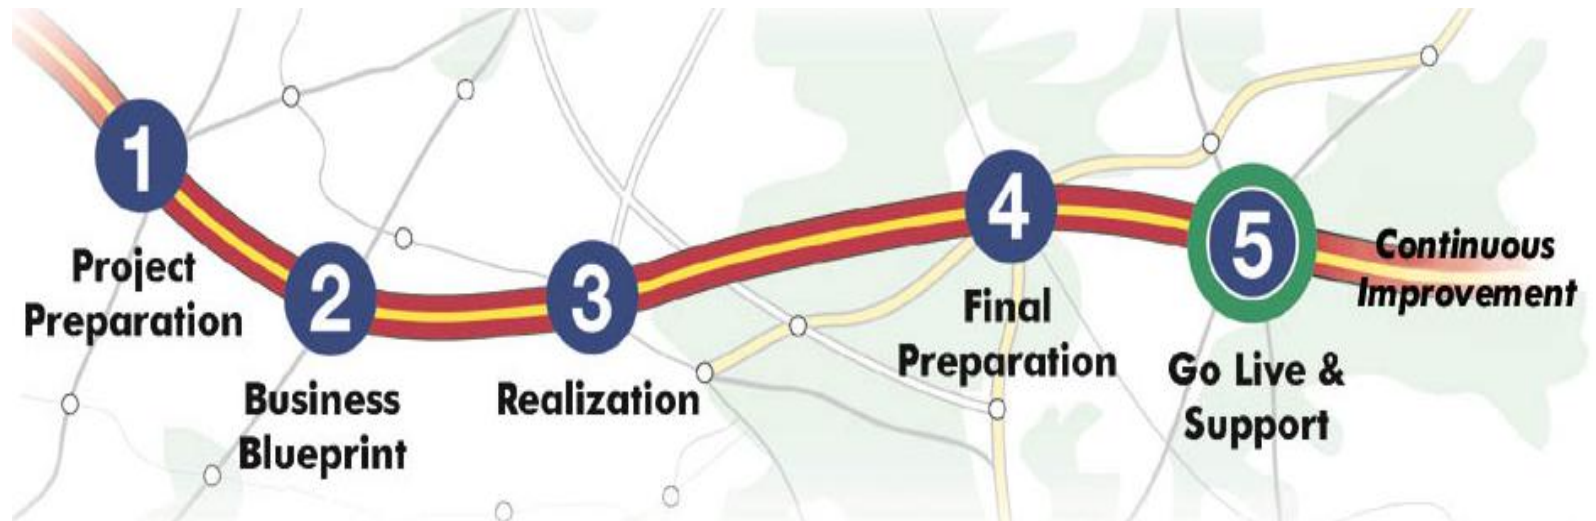 1
Project
Preparation
2
Business
Blueprint
3
Realization
4
Final
Preparation
5
Go Live &
Support
Continuous
Improvement